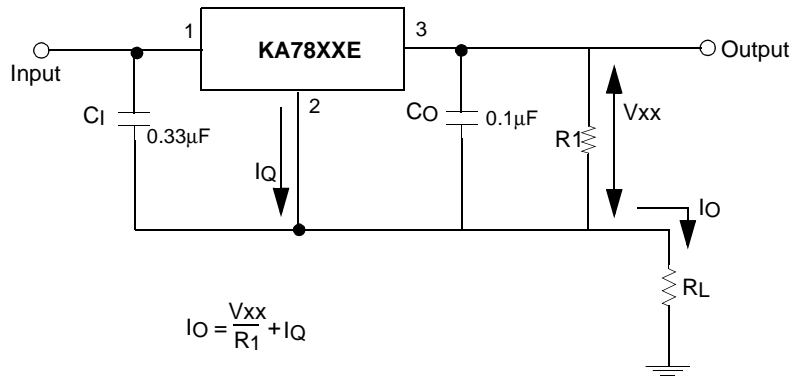 1
KA78XXE
3
Input
Output
CI
0.33μF
2
IQ
CO
0.1μF
R1
Vxx
IO
RL
IO = Vxx/R1 + IQ